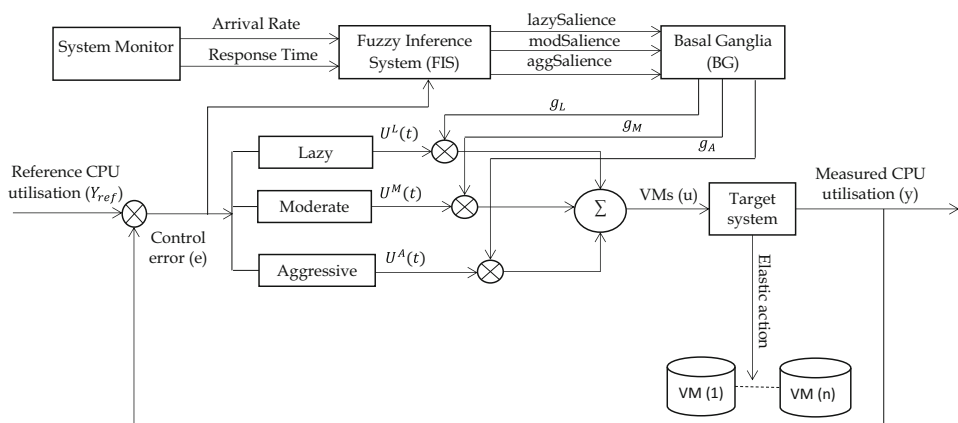 System Monitor
Arrival Rate
Response Time
Fuzzy Inference
System (FIS)
lazySalience
modSalience
aggSalience
Basal Ganglia
(BG)
g_L
g_M
g_A
Reference CPU
utilisation (Y_ref)
Control
error (e)
Lazy
U^L(t)
Moderate
U^M(t)
Aggressive
U^A(t)
Σ
VMs (u)
Target
system
Measured CPU
utilisation (y)
Elastic action
VM (1)
VM (n)